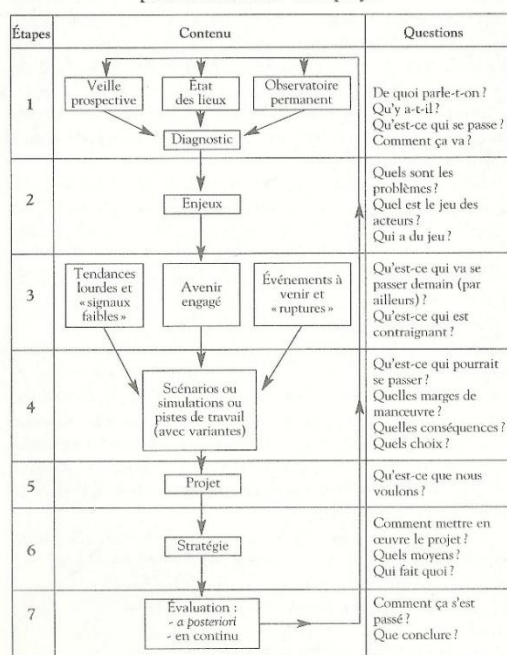 Étapes
Contenu
Questions
1
Veille
prospective
État
des lieux
Observatoire
permanent
Diagnostic
De quoi parle-t-on ?
Qu'y a-t-il ?
Qu'est-ce qui se passe ?
Comment ça va ?
2
Enjeux
Quels sont les
problèmes ?
Quel est le jeu des
acteurs ?
Qui a du jeu ?
3
Tendances
lourdes et
« signaux
faibles »
Avenir
engagé
Événements à
venir et
« ruptures »
Qu'est-ce qui va se
passer demain (par
ailleurs) ?
Qu'est-ce qui est
contraignant ?
4
Scénarios ou
simulations ou
pistes de travail
(avec variantes)
Qu'est-ce qui pourrait
se passer ?
Quelles marges de
manœuvre ?
Quelles conséquences ?
Quels choix ?
5
Projet
Qu'est-ce que nous
voulons ?
6
Stratégie
Comment mettre en
œuvre le projet ?
Quels moyens ?
Qui fait quoi ?
7
Évaluation :
- a posteriori
- en continu
Comment ça s'est
passé ?
Que conclure ?